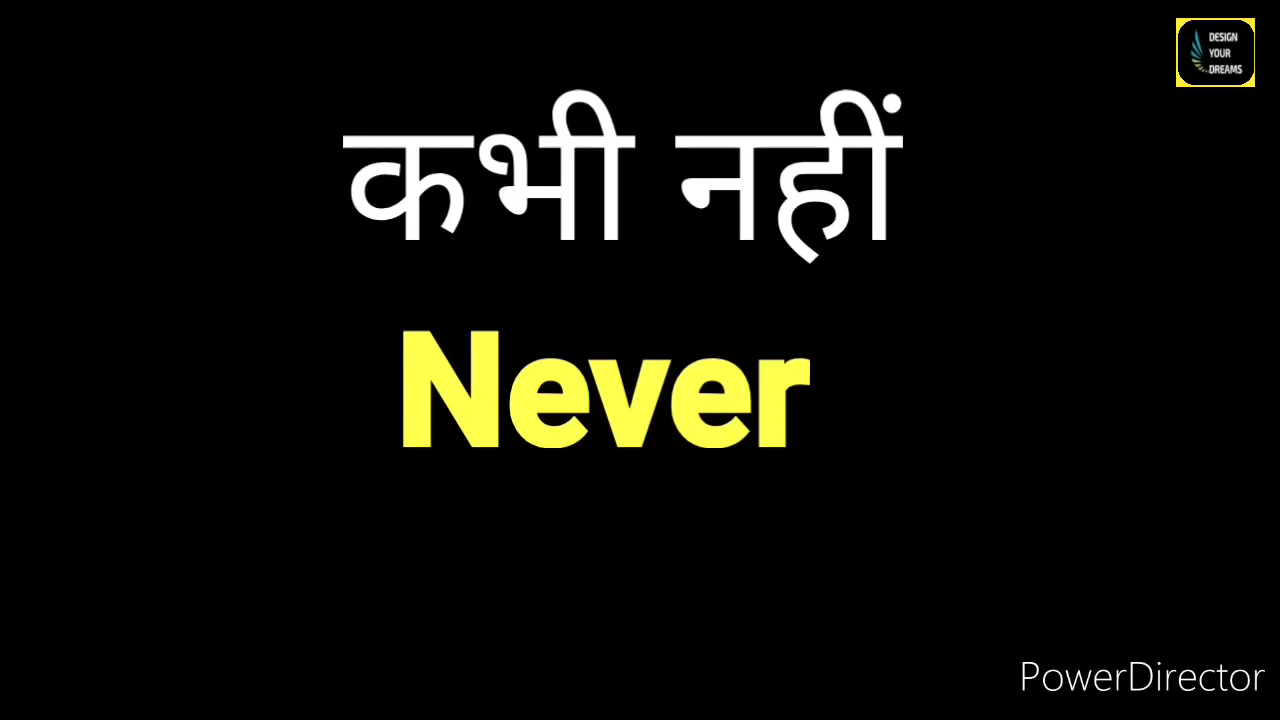 DESIGN
YOUR
DREAMS
कभी नहीं
Never
PowerDirector